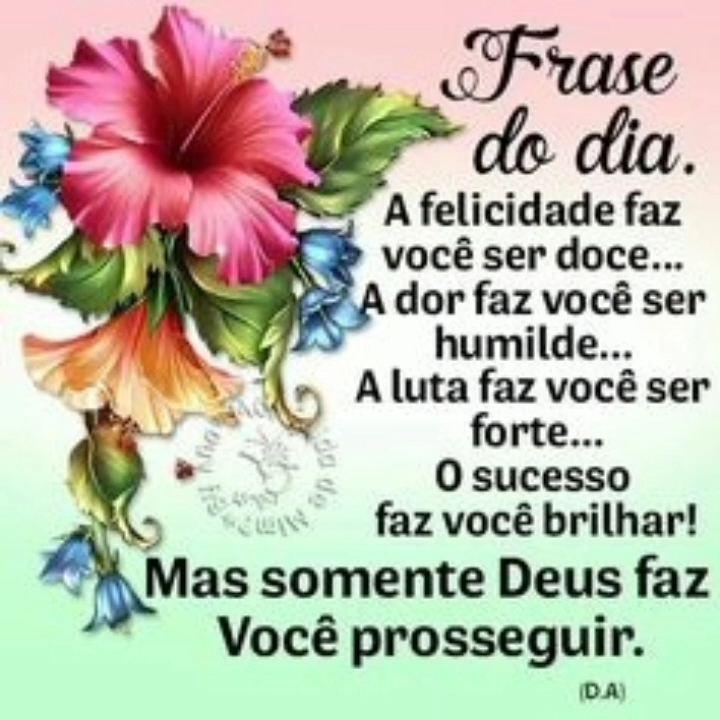 Frase
do dia.
A felicidade faz
você ser doce...
A dor faz você ser
humilde...
A luta faz você ser
forte...
O sucesso
faz você brilhar!
Mas somente Deus faz
Você prosseguir.
(D.A)